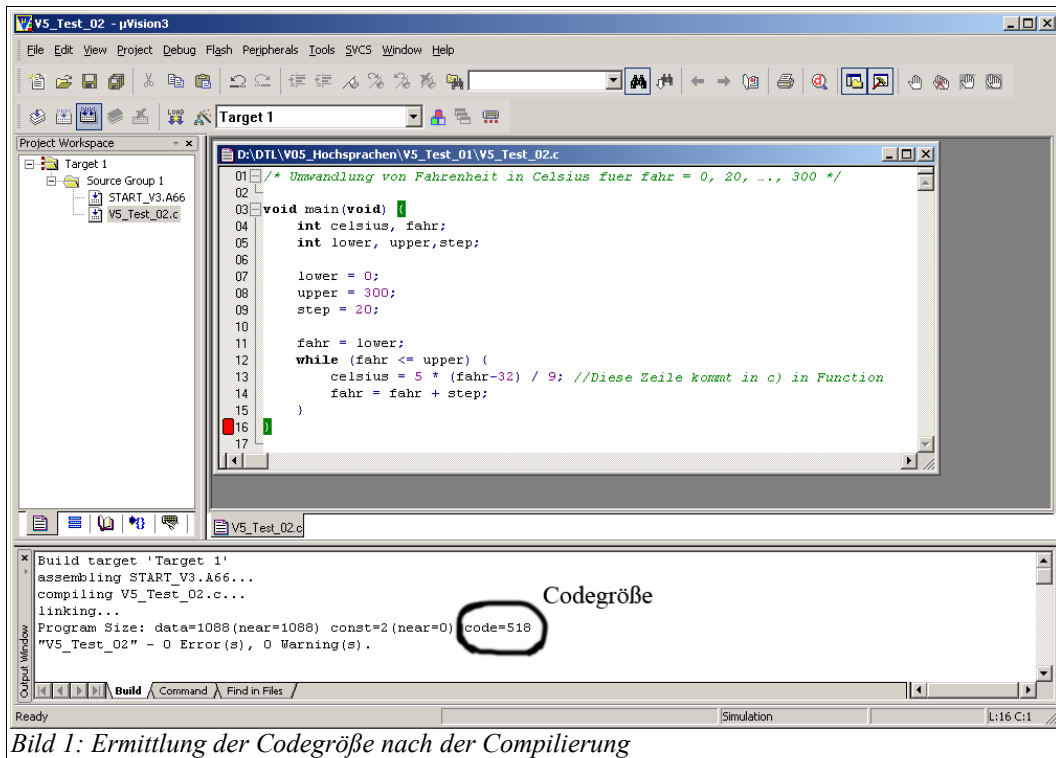 V5_Test_02 - µVision3
File Edit View Project Debug Flash Peripherals Tools SVCS Window Help
LOAD Target 1
Project Workspace
Target 1
Source Group 1
START_V3.A66
V5_Test_02.c
D:\DTL\V05_Hochsprachen\V5_Test_01\V5_Test_02.c
01 /* Umwandlung von Fahrenheit in Celsius fuer fahr = 0, 20, ..., 300 */
02
03 void main(void) {
04 int celsius, fahr;
05 int lower, upper,step;
06
07 lower = 0;
08 upper = 300;
09 step = 20;
10
11 fahr = lower;
12 while (fahr <= upper) {
13 celsius = 5 * (fahr-32) / 9; //Diese Zeile kommt in c) in Function
14 fahr = fahr + step;
15 }
16 }
17
V5_Test_02.c
Output Window
Build target 'Target 1'
assembling START_V3.A66...
compiling V5_Test_02.c...
linking...
Program Size: data=1088(near=1088) const=2(near=0) code=518
"V5_Test_02" - 0 Error(s), 0 Warning(s).
Codegröße
Build Command Find in Files
Ready Simulation L:16 C:1
Bild 1: Ermittlung der Codegröße nach der Compilierung